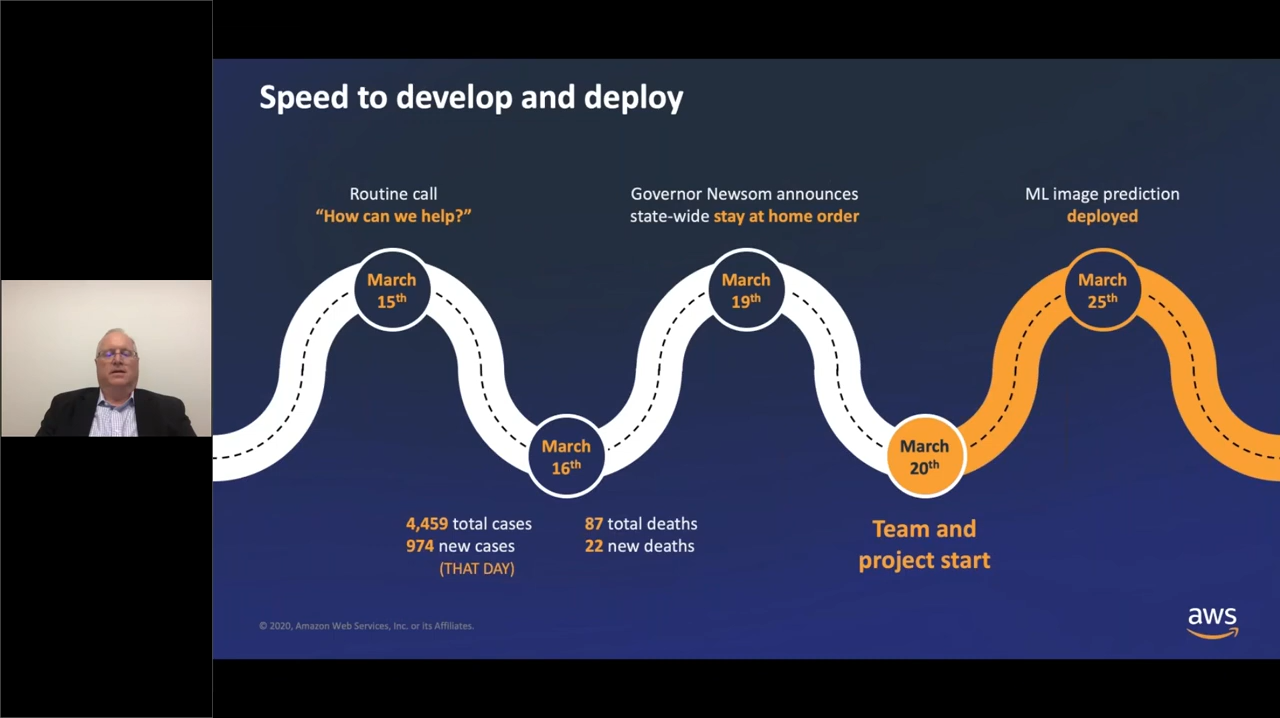 Speed to develop and deploy
Routine call
“How can we help?”
Governor Newsom announces
state-wide stay at home order
ML image prediction
deployed
March
15th
March
19th
March
25th
March
16th
March
20th
4,459 total cases
974 new cases
(THAT DAY)
87 total deaths
22 new deaths
Team and
project start
© 2020, Amazon Web Services, Inc. or its Affiliates.
aws